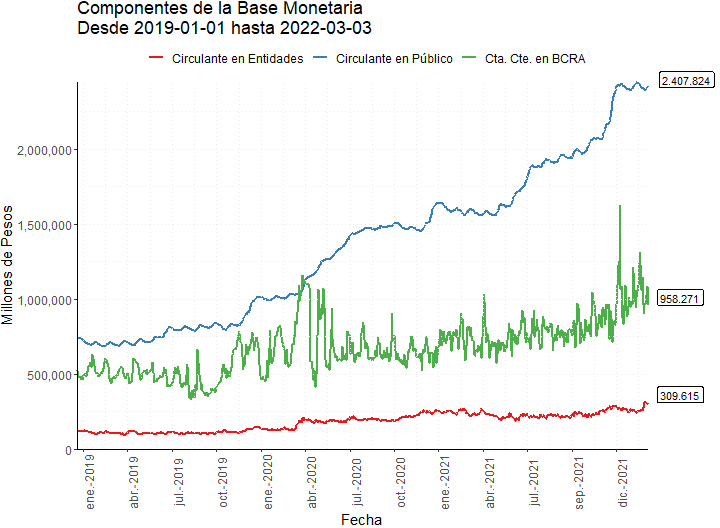 Componentes de la Base Monetaria
Desde 2019-01-01 hasta 2022-03-03
Circulante en Entidades Circulante en Público Cta. Cte. en BCRA
Millones de Pesos
2,000,000
1,500,000
1,000,000
500,000
0
2.407.824
958.271
309.615
ene.-2019
abr.-2019
jul.-2019
oct.-2019
ene.-2020
abr.-2020
jul.-2020
oct.-2020
ene.-2021
abr.-2021
jun.-2021
sep.-2021
dic.-2021
Fecha